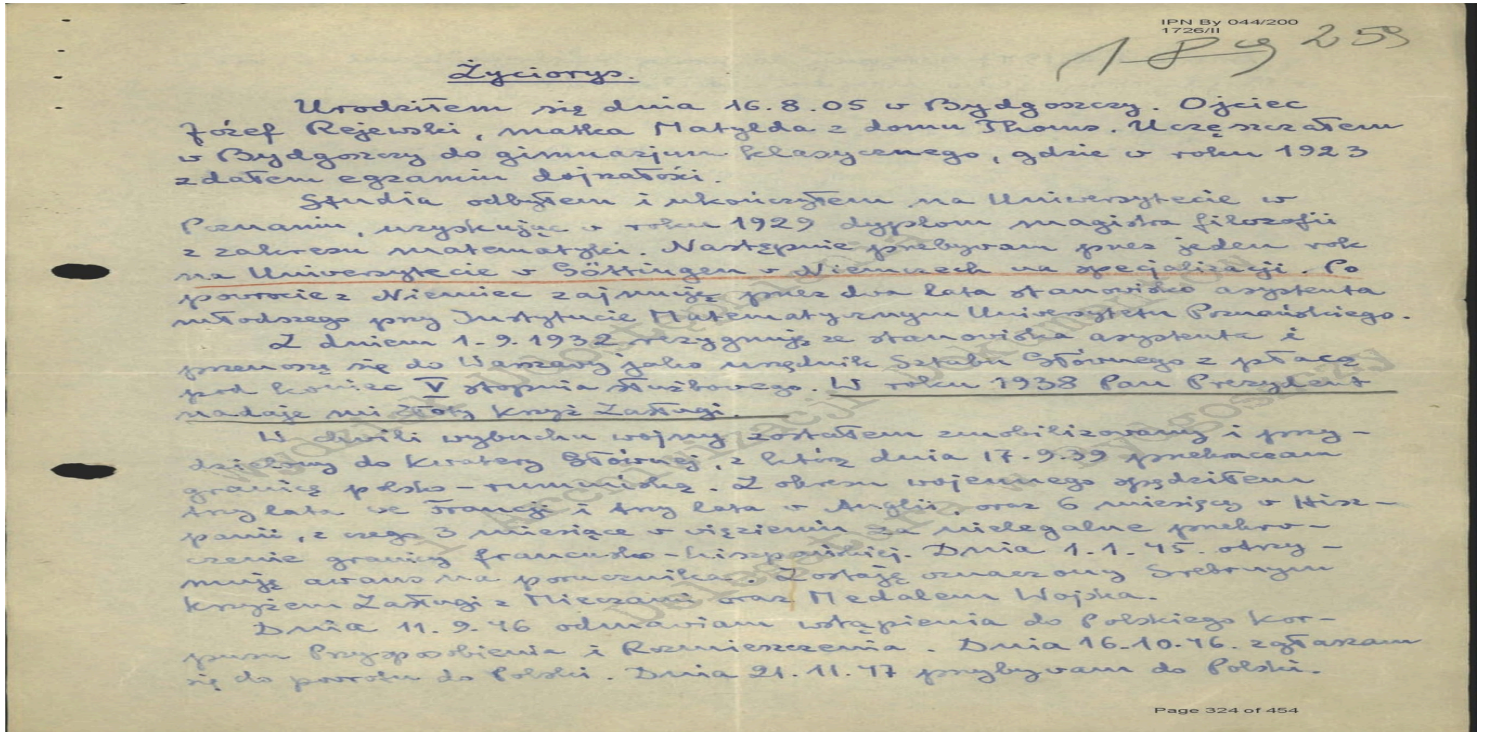 IPN By 044/200
1726/II
259
Życiorys.
Urodziłem się dnia 16.8.05 w Bydgoszczy. Ojciec
Józef Rejewski, matka Matylda z domu Thoms. Uczęszczałem
w Bydgoszczy do gimnazjum klasycznego, gdzie w roku 1923
zdałem egzamin dojrzałości.
Studia odbyłem i ukończyłem na Uniwersytecie w
Poznaniu, uzyskując w roku 1929 dyplom magistra filozofii
z zakresu matematyki. Następnie przebywam przez jeden rok
na Uniwersytecie w Göttingen w Niemczech na specjalizacji. Po
powrocie z Niemiec zajmuję przez dwa lata stanowisko asystenta
młodszego przy Instytucie Matematycznym Uniwersytetu Poznańskiego.
Z dniem 1.9.1932 rezygnuję ze stanowiska asystenta i
przenoszę się do Warszawy jako urzędnik Sztabu Głównego z płacą
pod koniec V stopnia służbowego. W roku 1938 Pan Prezydent
nadaje mi Złoty Krzyż Zasługi.
W chwili wybuchu wojny zostałem zmobilizowany i przy-
dzielony do Kwatery Głównej, z którą dnia 17.9.39 przekraczam
granicę polsko-rumuńską. Z okresu wojennego spędziłem
trzy lata we Francji i trzy lata w Anglii, oraz 6 miesięcy w Hisz-
panii, z czego 3 miesiące w więzieniu za nielegalne przekro-
czenie granicy francusko-hiszpańskiej. Dnia 1.1.45. otrzy-
muję awans na porucznika. Zostaję oznaczony Srebrnym
Krzyżem Zasługi z Mieczami oraz Medalem Wojska.
Dnia 11.9.46 odmawiam wstąpienia do Polskiego Kor-
pusu Przysposobienia i Rozmieszczenia. Dnia 16.10.46. zgłaszam
się do powrotu do Polski. Dnia 21.11.46 przybywam do Polski.
Page 324 of 454